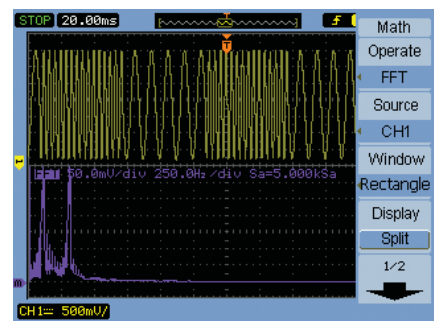 STOP 20.00ms
T
FFT 50.0mV/div 250.0Hz/div Sa=5.000kSa
CH1 500mV/
Math
Operate
FFT
Source
CH1
Window
Rectangle
Display
Split
1/2